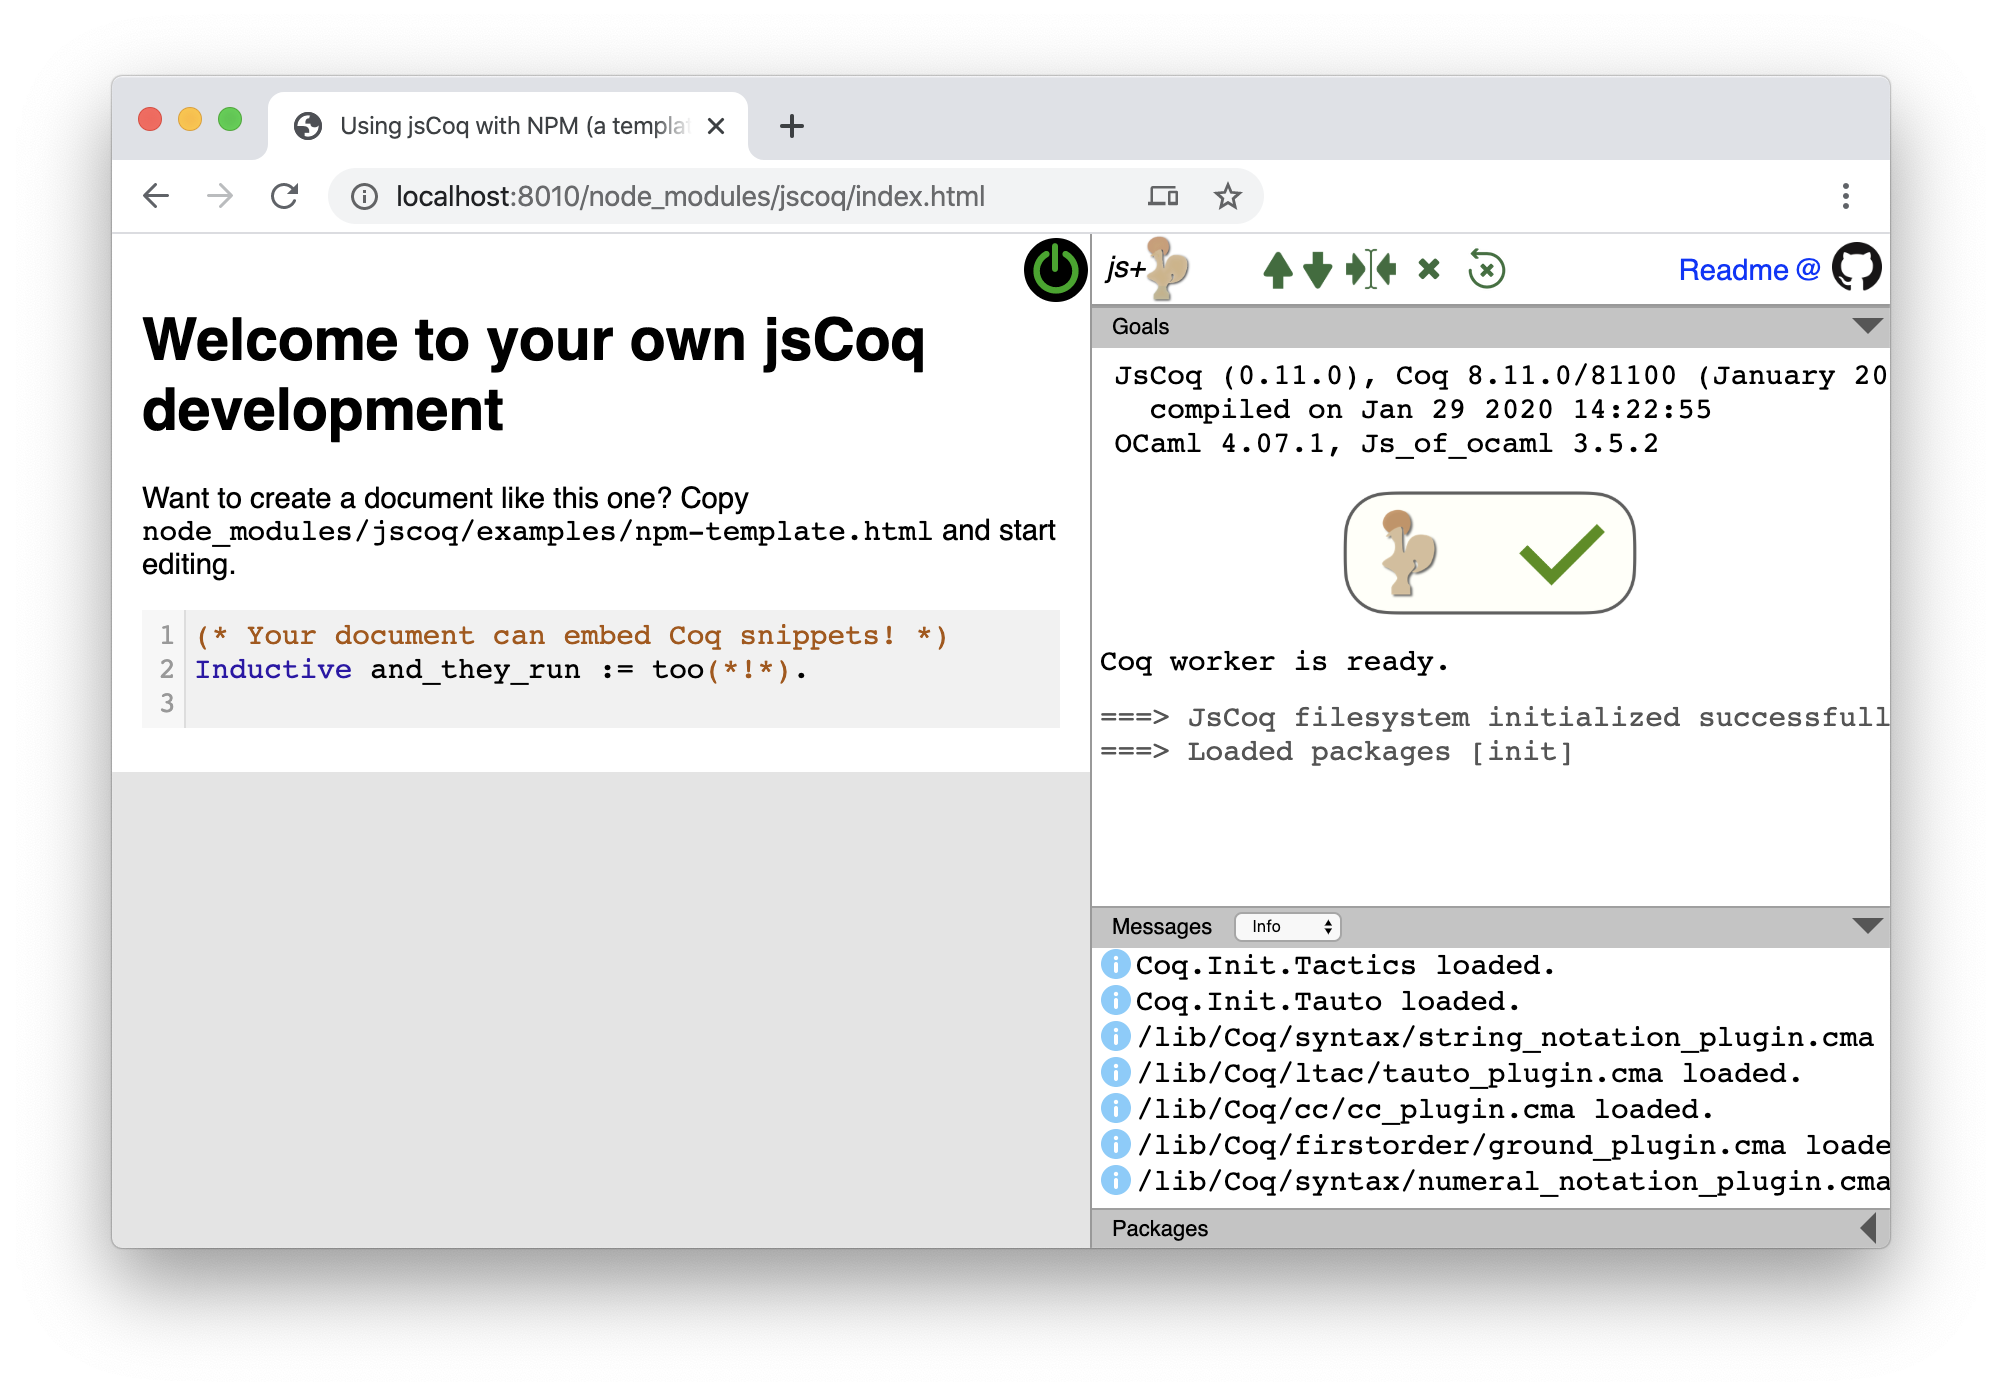 Using jsCoq with NPM (a templat
localhost:8010/node_modules/jscoq/index.html
Welcome to your own jsCoq
development
Want to create a document like this one? Copy
node_modules/jscoq/examples/npm-template.html and start
editing.
1 (* Your document can embed Coq snippets! *)
2 Inductive and_they_run := too(*!*).
3
js+
Readme @
Goals
JsCoq (0.11.0), Coq 8.11.0/81100 (January 20
compiled on Jan 29 2020 14:22:55
OCaml 4.07.1, Js_of_ocaml 3.5.2
Coq worker is ready.
===> JsCoq filesystem initialized successfull
===> Loaded packages [init]
Messages Info
Coq.Init.Tactics loaded.
Coq.Init.Tauto loaded.
/lib/Coq/syntax/string_notation_plugin.cma
/lib/Coq/ltac/tauto_plugin.cma loaded.
/lib/Coq/cc/cc_plugin.cma loaded.
/lib/Coq/firstorder/ground_plugin.cma loade
/lib/Coq/syntax/numeral_notation_plugin.cma
Packages